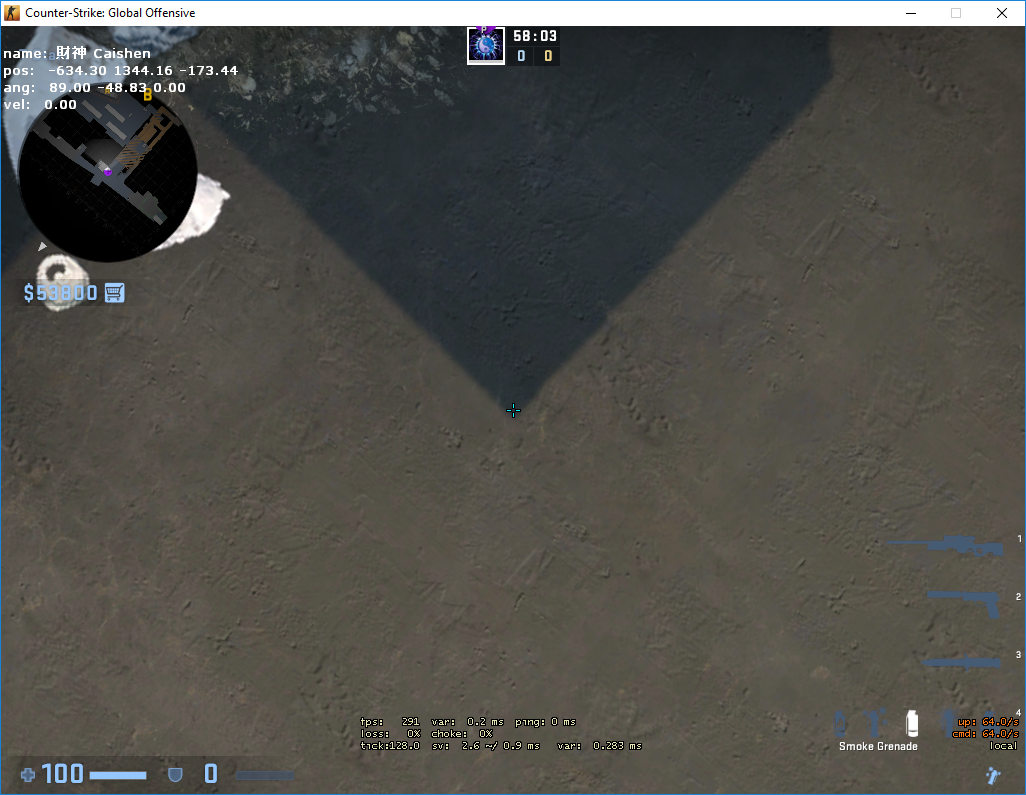 Counter-Strike: Global Offensive
58:03
0 0
name: 財神 Caishen
pos: -634.30 1344.16 -173.44
ang: 89.00 -48.83 0.00
vel: 0.00
B
$53800
1
2
3
4
Smoke Grenade
fps: 291 var: 0.2 ms ping: 0 ms
loss: 0% choke: 0%
tick:128.0 sv: 2.6 ~/ 0.9 ms var: 0.283 ms
up: 64.0/s
cmd: 64.0/s
local
100 0